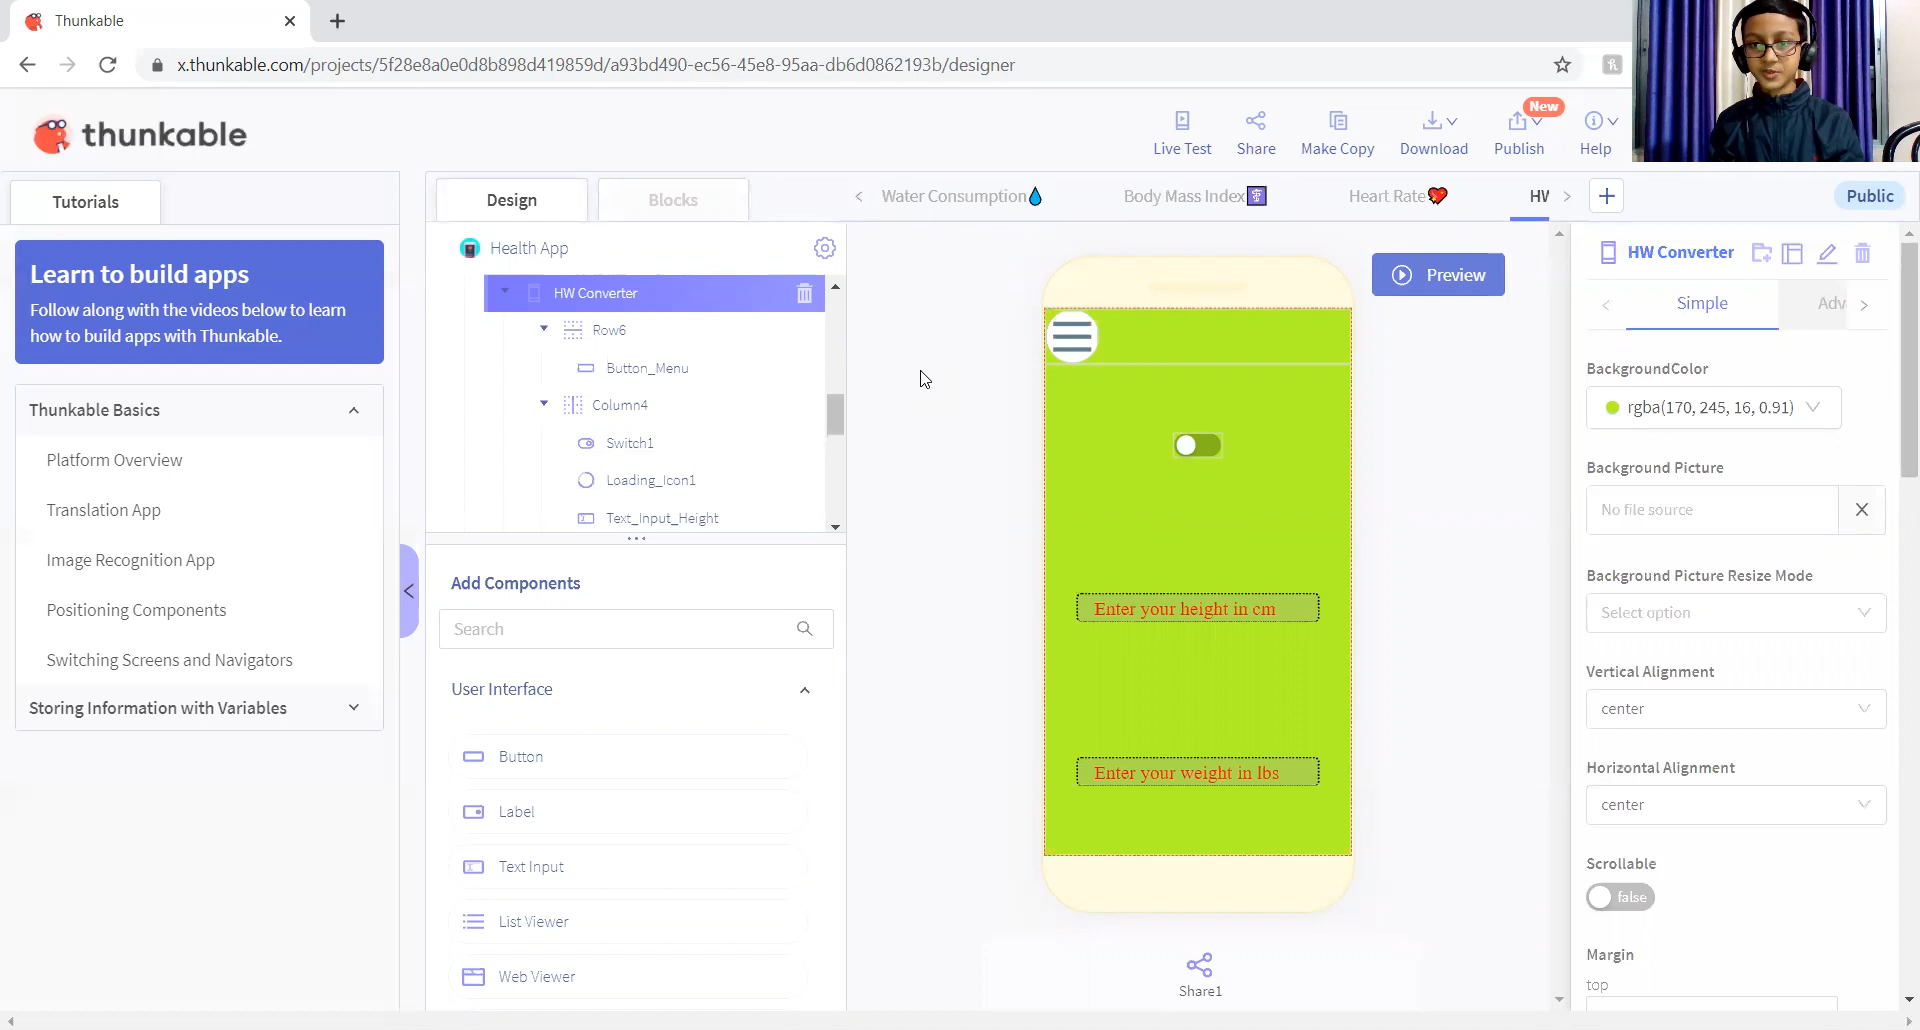 Thunkable
x.thunkable.com/projects/5f28e8a0e0d8b898d419859d/a93bd490-ec56-45e8-95aa-db6d0862193b/designer
thunkable
New
Live Test
Share
Make Copy
Download
Publish
Help
Tutorials
Design
Blocks
Water Consumption
Body Mass Index
Heart Rate
HW
Public
Learn to build apps
Follow along with the videos below to learn
how to build apps with Thunkable.
Thunkable Basics
Platform Overview
Translation App
Image Recognition App
Positioning Components
Switching Screens and Navigators
Storing Information with Variables
Health App
HW Converter
Row6
Button_Menu
Column4
Switch1
Loading_Icon1
Text_Input_Height
Add Components
Search
User Interface
Button
Label
Text Input
List Viewer
Web Viewer
Preview
Enter your height in cm
Enter your weight in lbs
Share1
HW Converter
Simple
Adv
BackgroundColor
rgba(170, 245, 16, 0.91)
Background Picture
No file source
Background Picture Resize Mode
Select option
Vertical Alignment
center
Horizontal Alignment
center
Scrollable
false
Margin
top